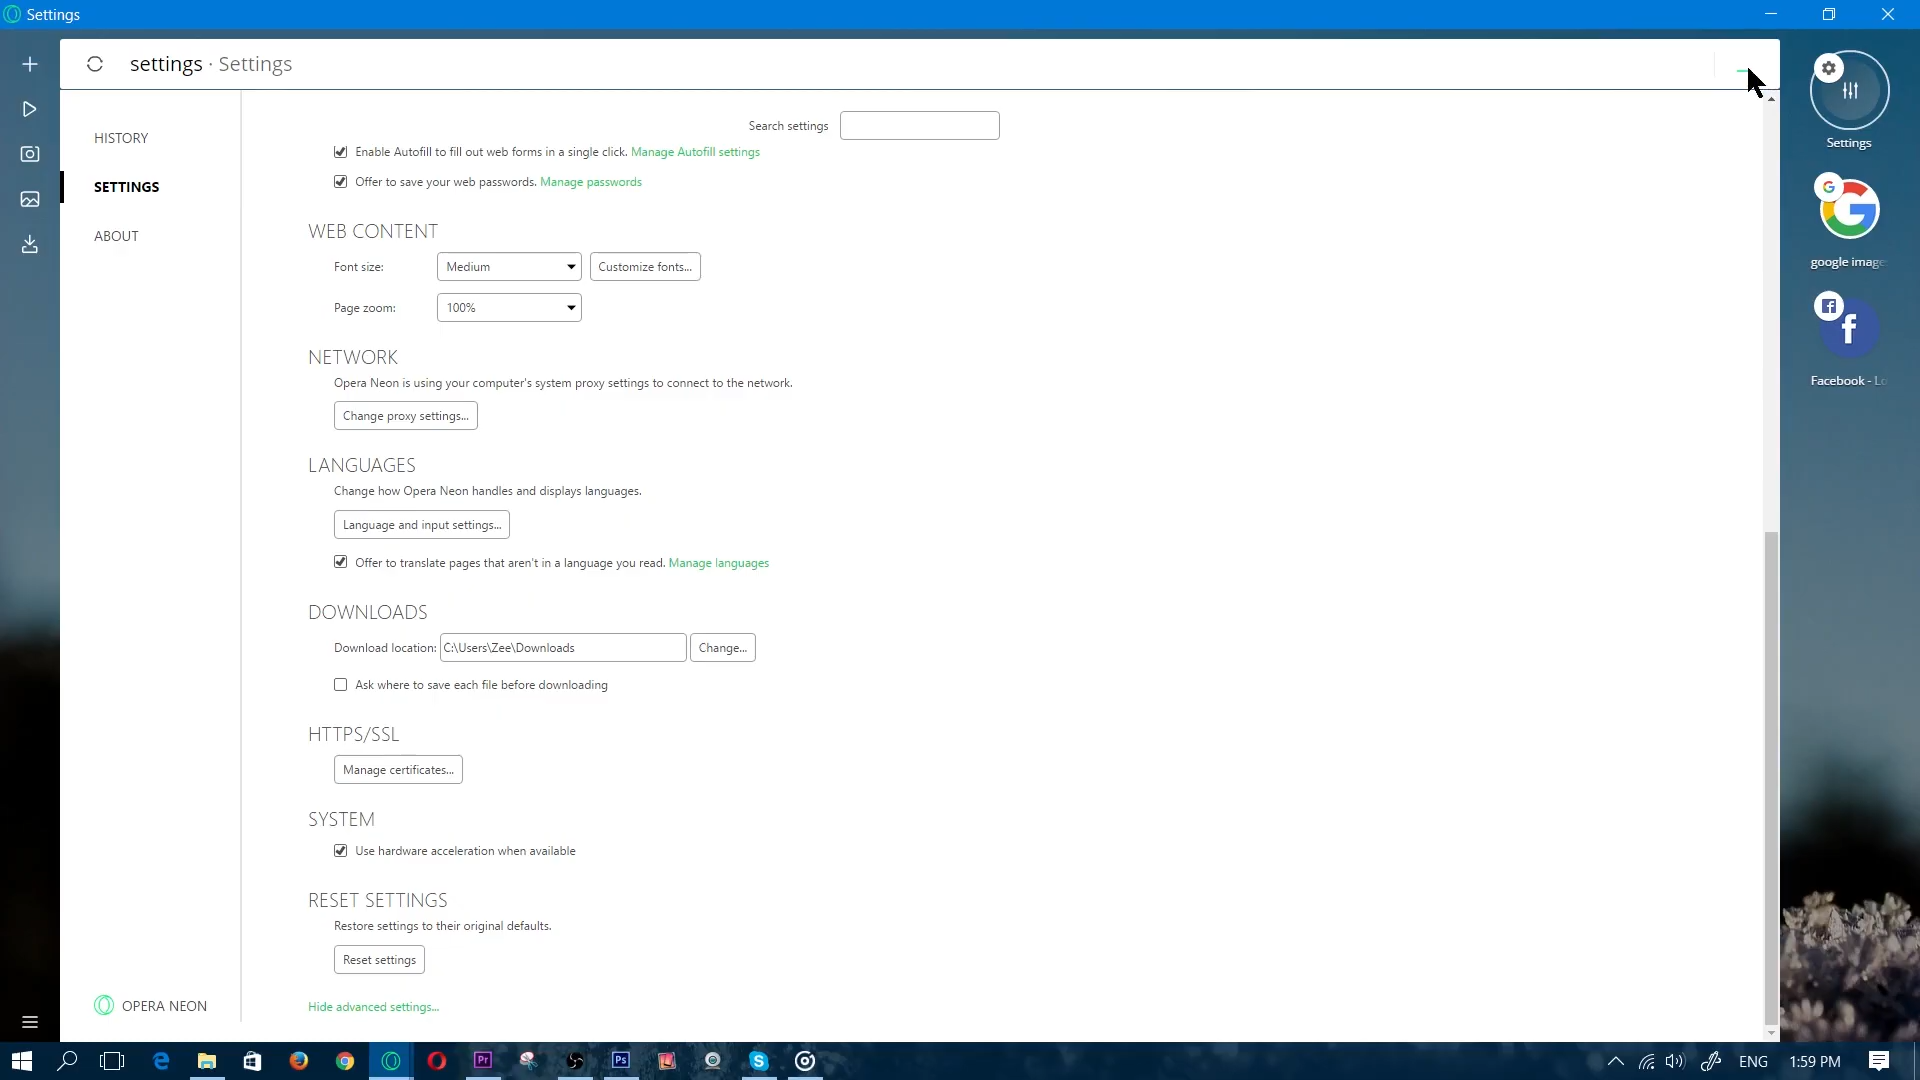 Settings
settings · Settings
Settings
google image
Facebook - Lo
HISTORY
SETTINGS
ABOUT
OPERA NEON
Search settings
Enable Autofill to fill out web forms in a single click. Manage Autofill settings
Offer to save your web passwords. Manage passwords
WEB CONTENT
Font size: Medium Customize fonts...
Page zoom: 100%
NETWORK
Opera Neon is using your computer's system proxy settings to connect to the network.
Change proxy settings...
LANGUAGES
Change how Opera Neon handles and displays languages.
Language and input settings...
Offer to translate pages that aren't in a language you read. Manage languages
DOWNLOADS
Download location: C:\Users\Zee\Downloads Change...
Ask where to save each file before downloading
HTTPS/SSL
Manage certificates...
SYSTEM
Use hardware acceleration when available
RESET SETTINGS
Restore settings to their original defaults.
Reset settings
Hide advanced settings...
Pr
Ps
ENG
1:59 PM